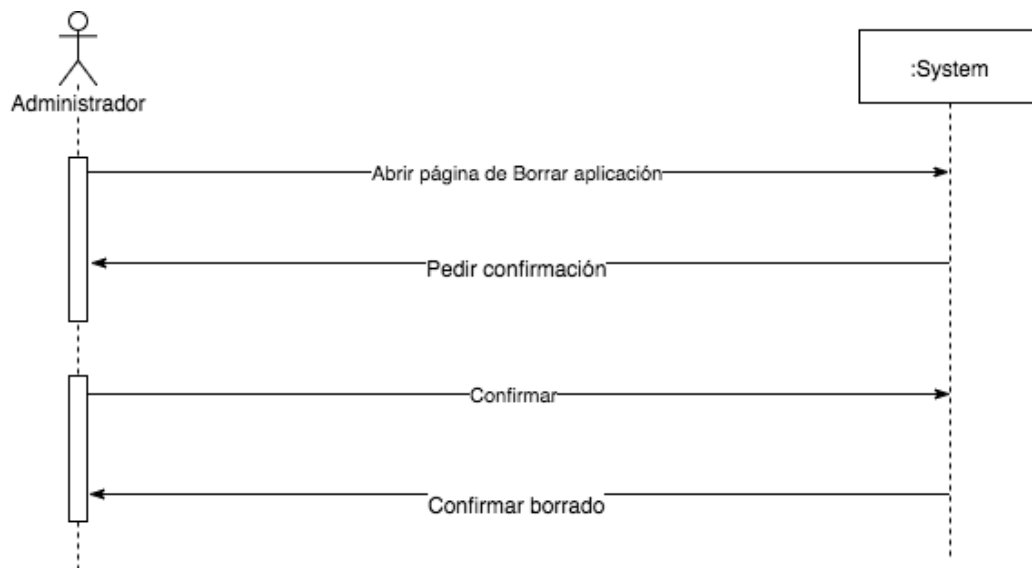 :System
Administrador
Abrir página de Borrar aplicación
Pedir confirmación
Confirmar
Confirmar borrado